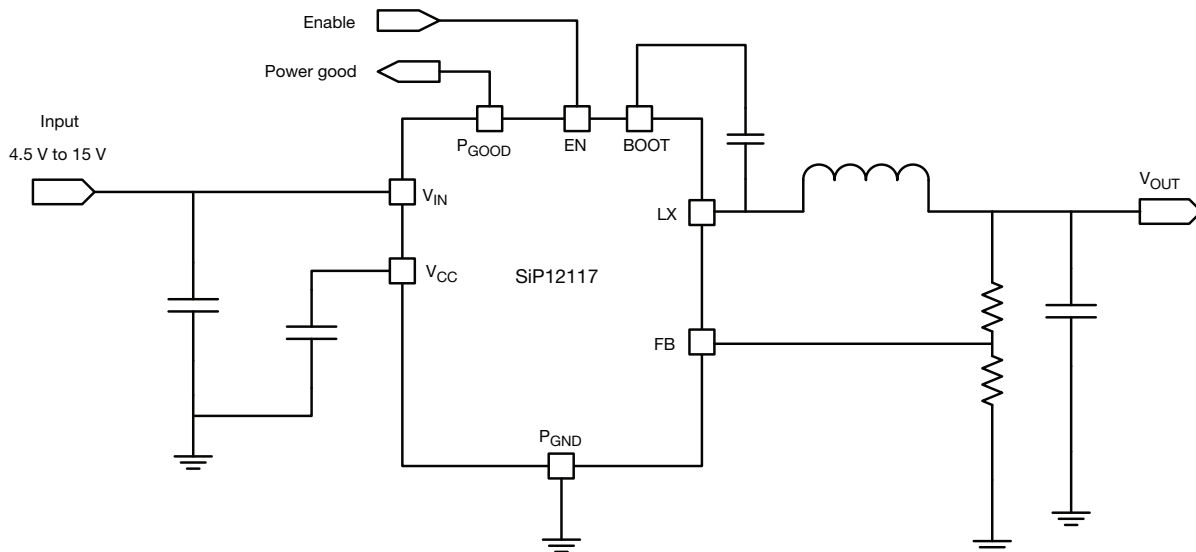 Enable
Power good
Input
4.5 V to 15 V
PGOOD
EN
BOOT
VIN
LX
VOUT
VCC
SiP12117
FB
PGND